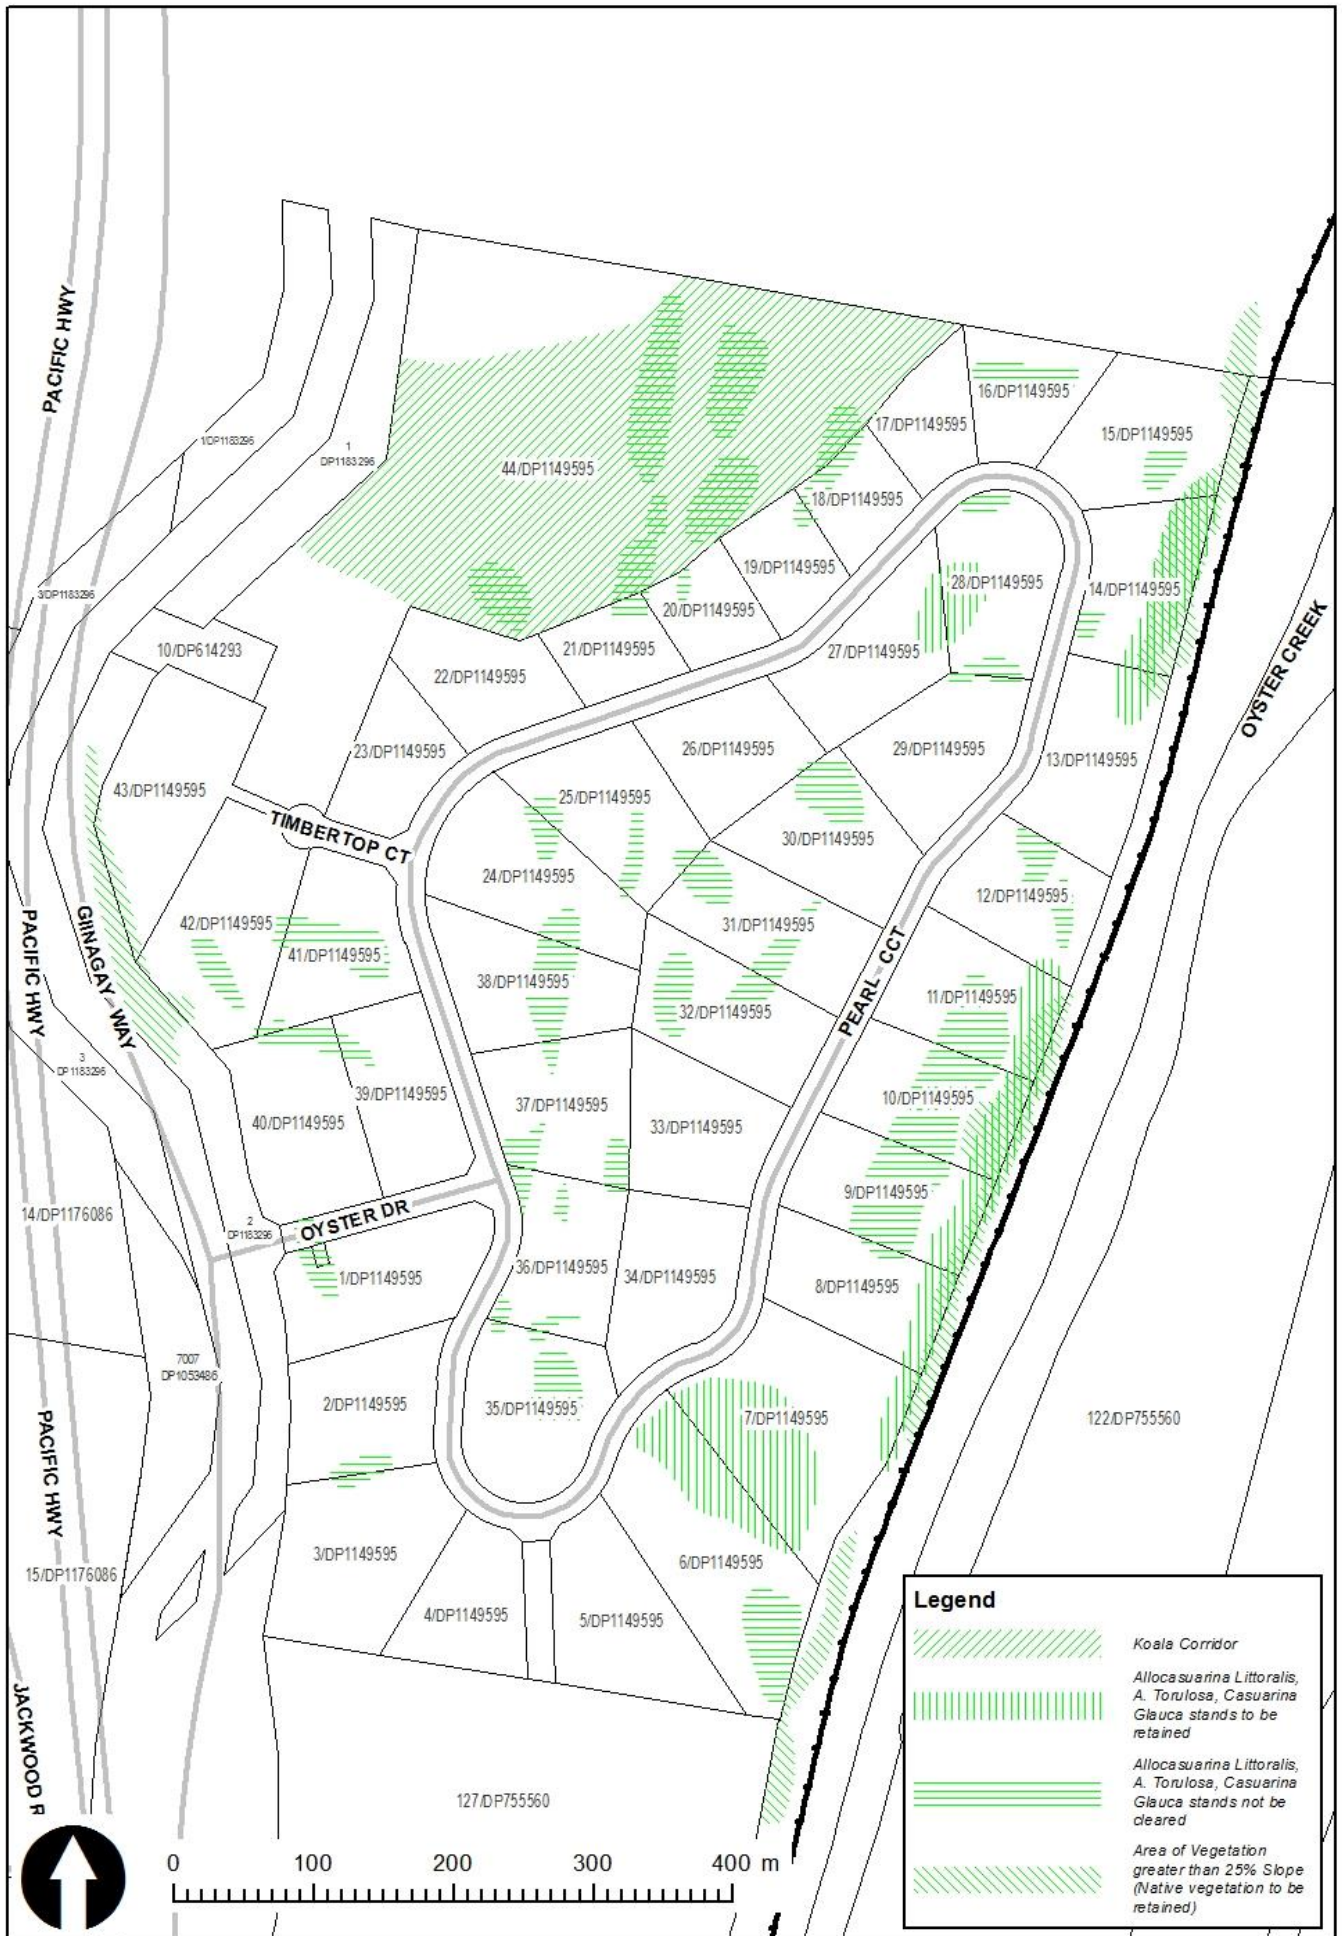 PACIFIC HWY
1/DP1183296
1
DP1183296
44/DP1149595
16/DP1149595
17/DP1149595
15/DP1149595
18/DP1149595
19/DP1149595
28/DP1149595
14/DP1149595
3/DP1183296
20/DP1149595
10/DP614293
21/DP1149595
27/DP1149595
22/DP1149595
OYSTER CREEK
23/DP1149595
26/DP1149595
29/DP1149595
13/DP1149595
43/DP1149595
25/DP1149595
TIMBERTOP CT
30/DP1149595
24/DP1149595
12/DP1149595
42/DP1149595
41/DP1149595
31/DP1149595
PACIFIC HWY
GIINAGAY WAY
38/DP1149595
32/DP1149595
PEARL CCT
11/DP1149595
3
DP1183296
39/DP1149595
37/DP1149595
10/DP1149595
40/DP1149595
33/DP1149595
9/DP1149595
14/DP1176086
2
DP1183296
OYSTER DR
1/DP1149595
36/DP1149595
34/DP1149595
8/DP1149595
7007
DP1053486
2/DP1149595
35/DP1149595
7/DP1149595
122/DP755560
PACIFIC HWY
3/DP1149595
6/DP1149595
15/DP1176086
4/DP1149595
5/DP1149595
JACKWOOD R
127/DP755560
0 100 200 300 400 m
Legend
Koala Corridor
Allocasuarina Littoralis,
A. Torulosa, Casuarina
Glauca stands to be
retained
Allocasuarina Littoralis,
A. Torulosa, Casuarina
Glauca stands not be
cleared
Area of Vegetation
greater than 25% Slope
(Native vegetation to be
retained)